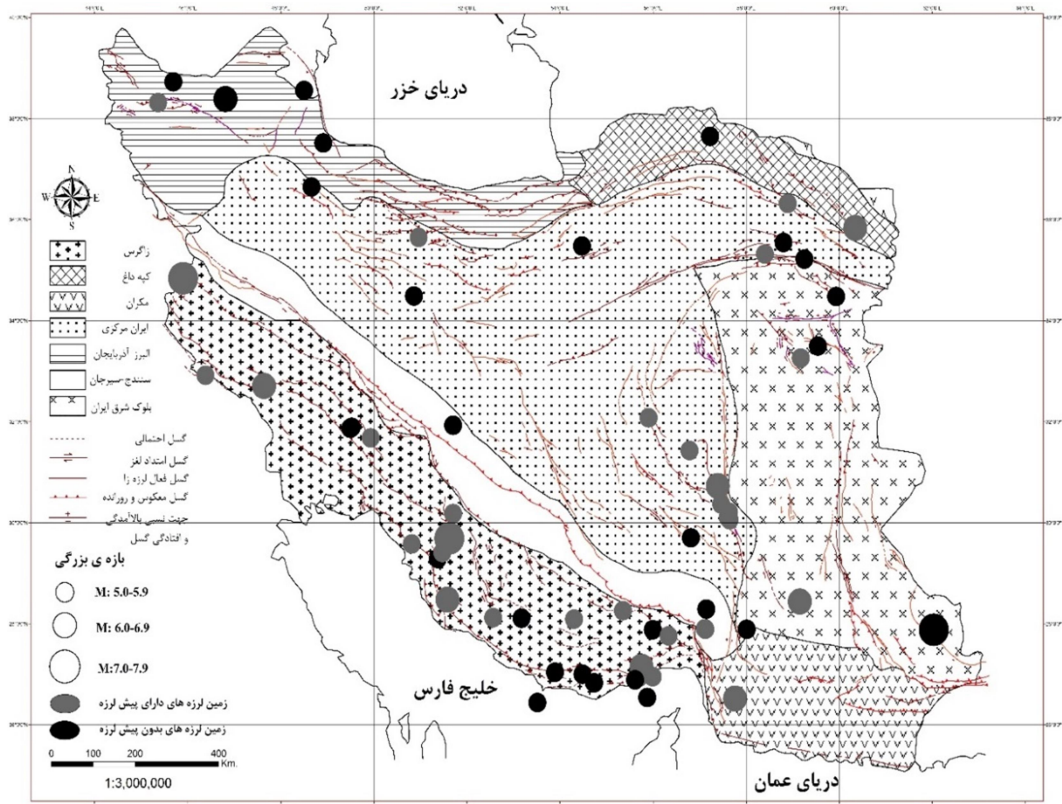 دریای خزر
N
W E
S
زاگرس
کپه داغ
مکران
ایران مرکزی
البرز آذربایجان
سنندج-سیرجان
بلوک شرق ایران
گسل احتمالی
گسل امتداد لغز
گسل فعال لرزه زا
گسل معکوس و رورانده
جهت نسبی بالاآمدگی
و افتادگی گسل
بازه ی بزرگی
M: 5.0-5.9
M: 6.0-6.9
M:7.0-7.9
زمین لرزه های دارای پیش لرزه
زمین لرزه های بدون پیش لرزه
0 100 200 400
Km.
1:3,000,000
خلیج فارس
دریای عمان